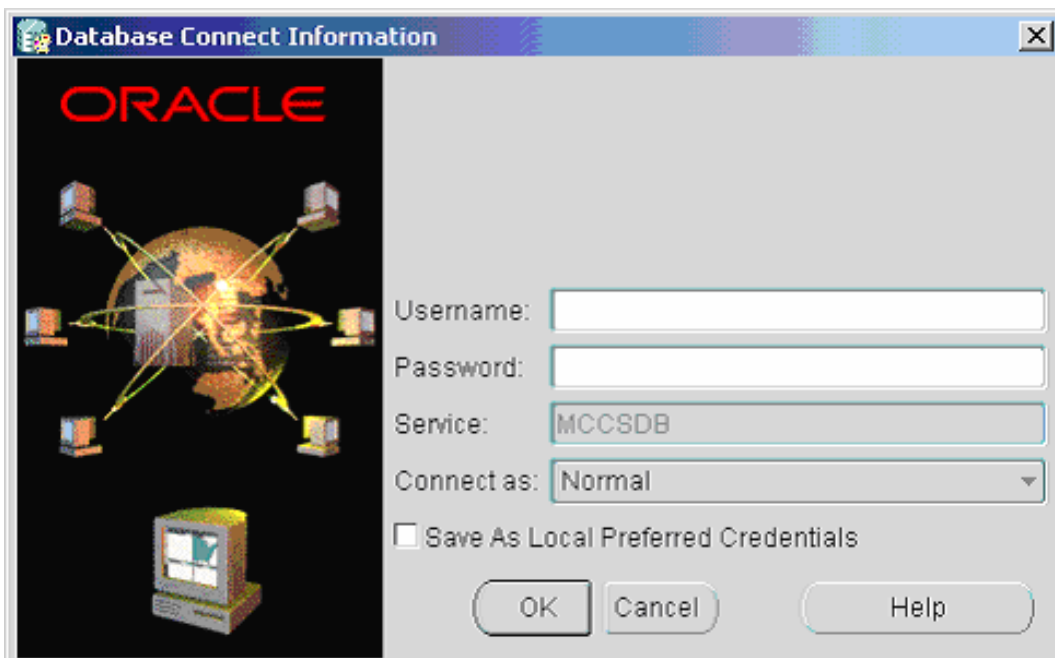 Database Connect Information
ORACLE
Username:
Password:
Service: MCCSDB
Connect as: Normal
Save As Local Preferred Credentials
OK Cancel Help